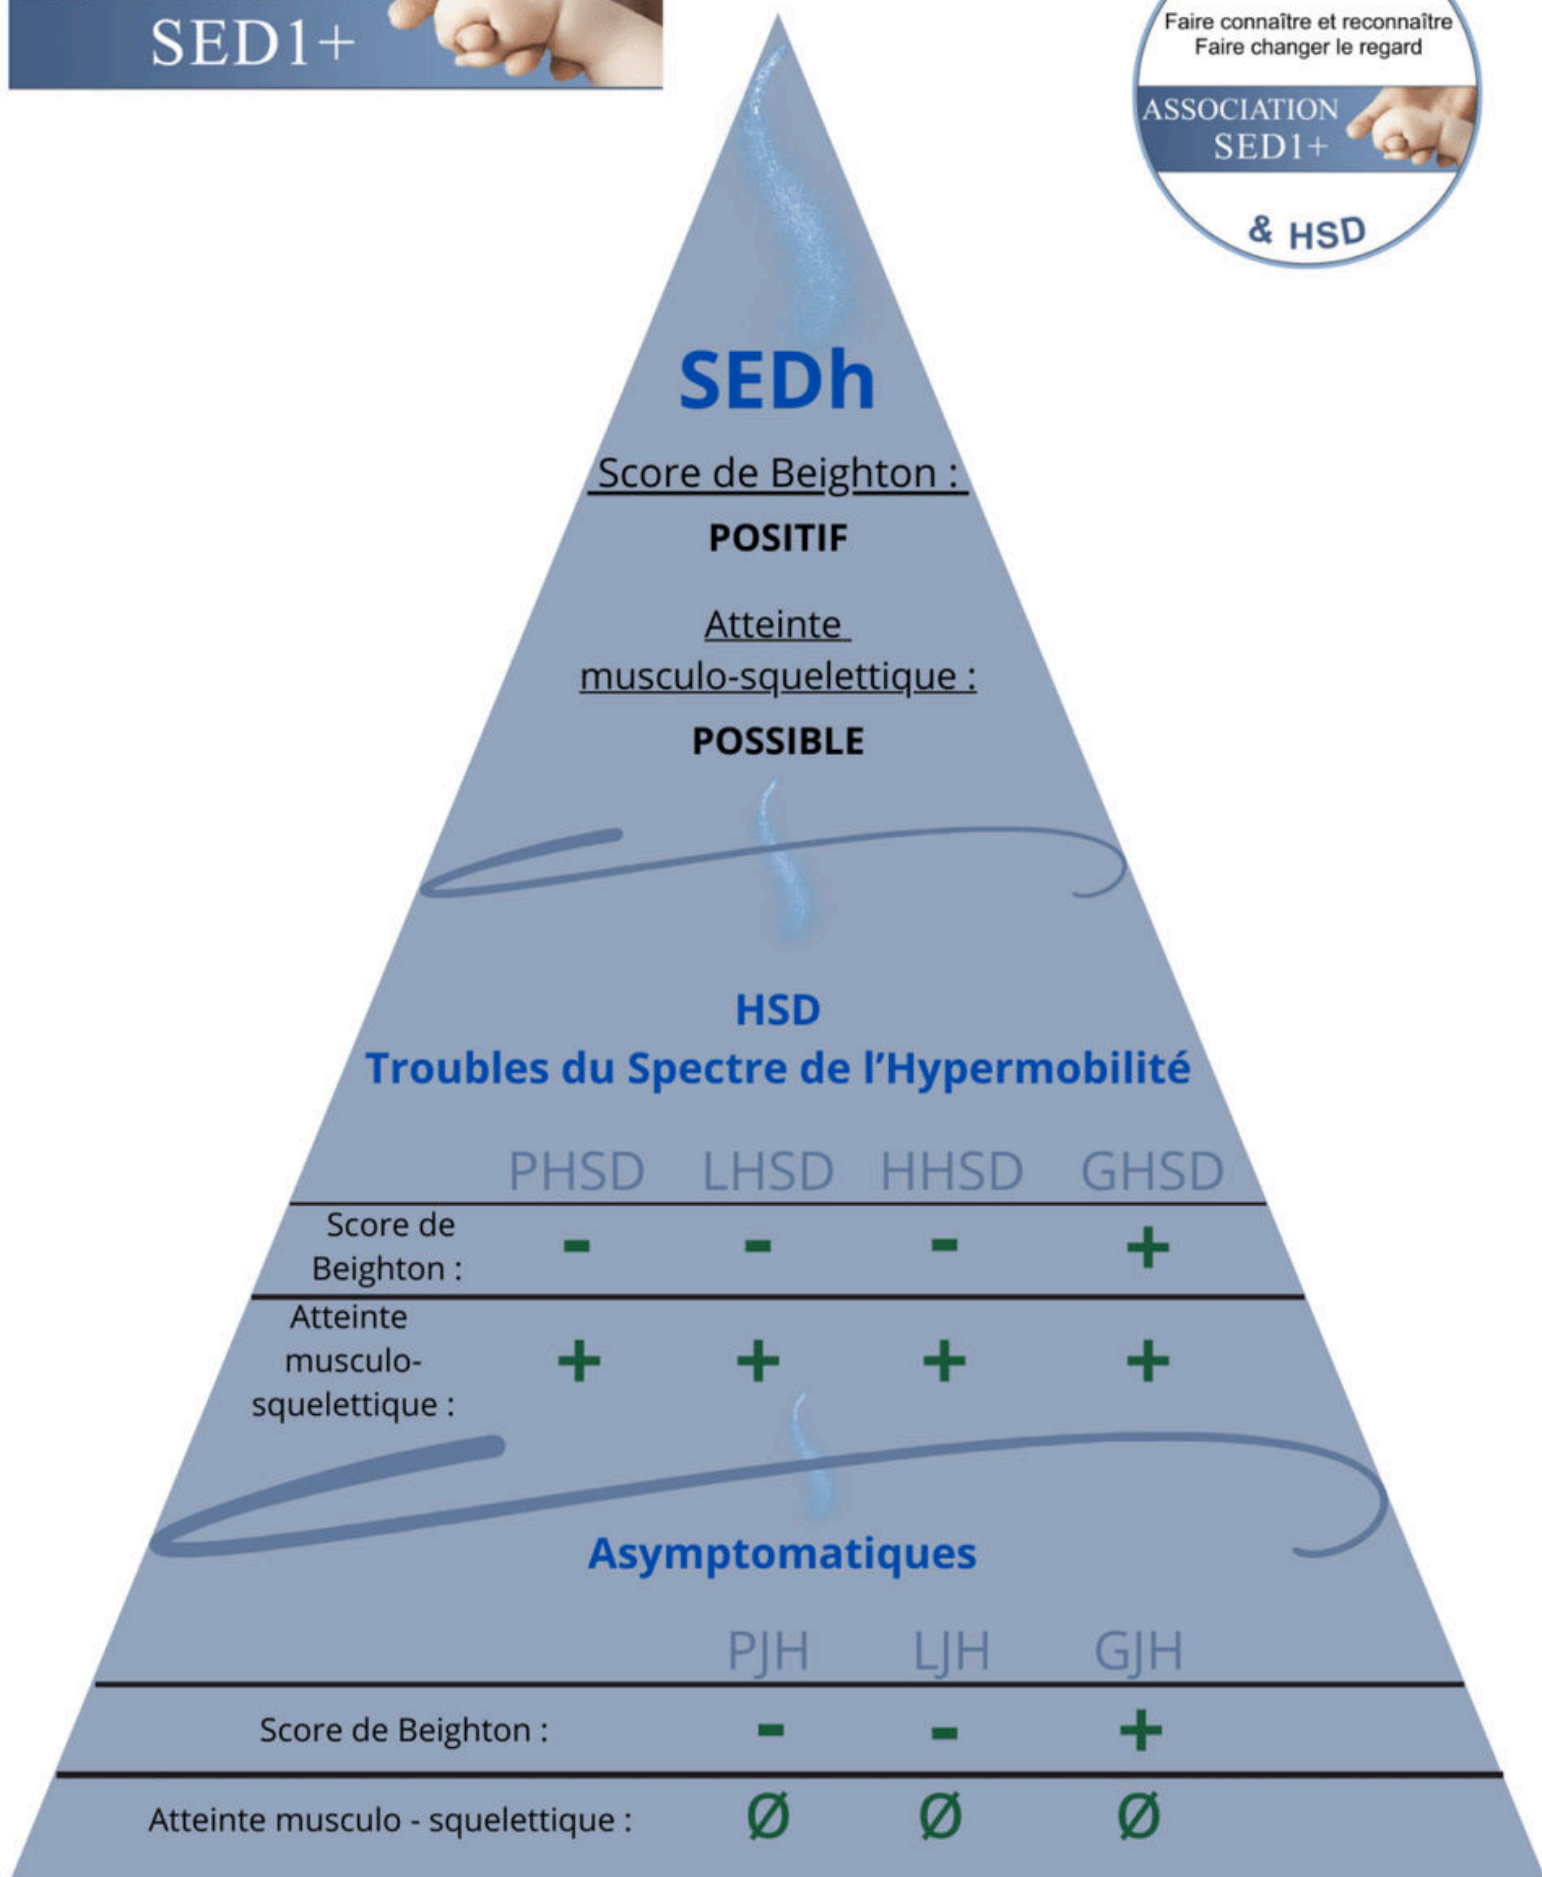 SED1+
Faire connaître et reconnaître
Faire changer le regard
ASSOCIATION
SED1+
& HSD
SEDh
Score de Beighton :
POSITIF
Atteinte
musculo-squelettique :
POSSIBLE
HSD
Troubles du Spectre de l’Hypermobilité
PHSD LHSD HHSD GHSD
Score de
Beighton :
- - - +
Atteinte
musculo-
squelettique :
+ + + +
Asymptomatiques
PJH LJH GJH
Score de Beighton : - - +
Atteinte musculo - squelettique : Ø Ø Ø